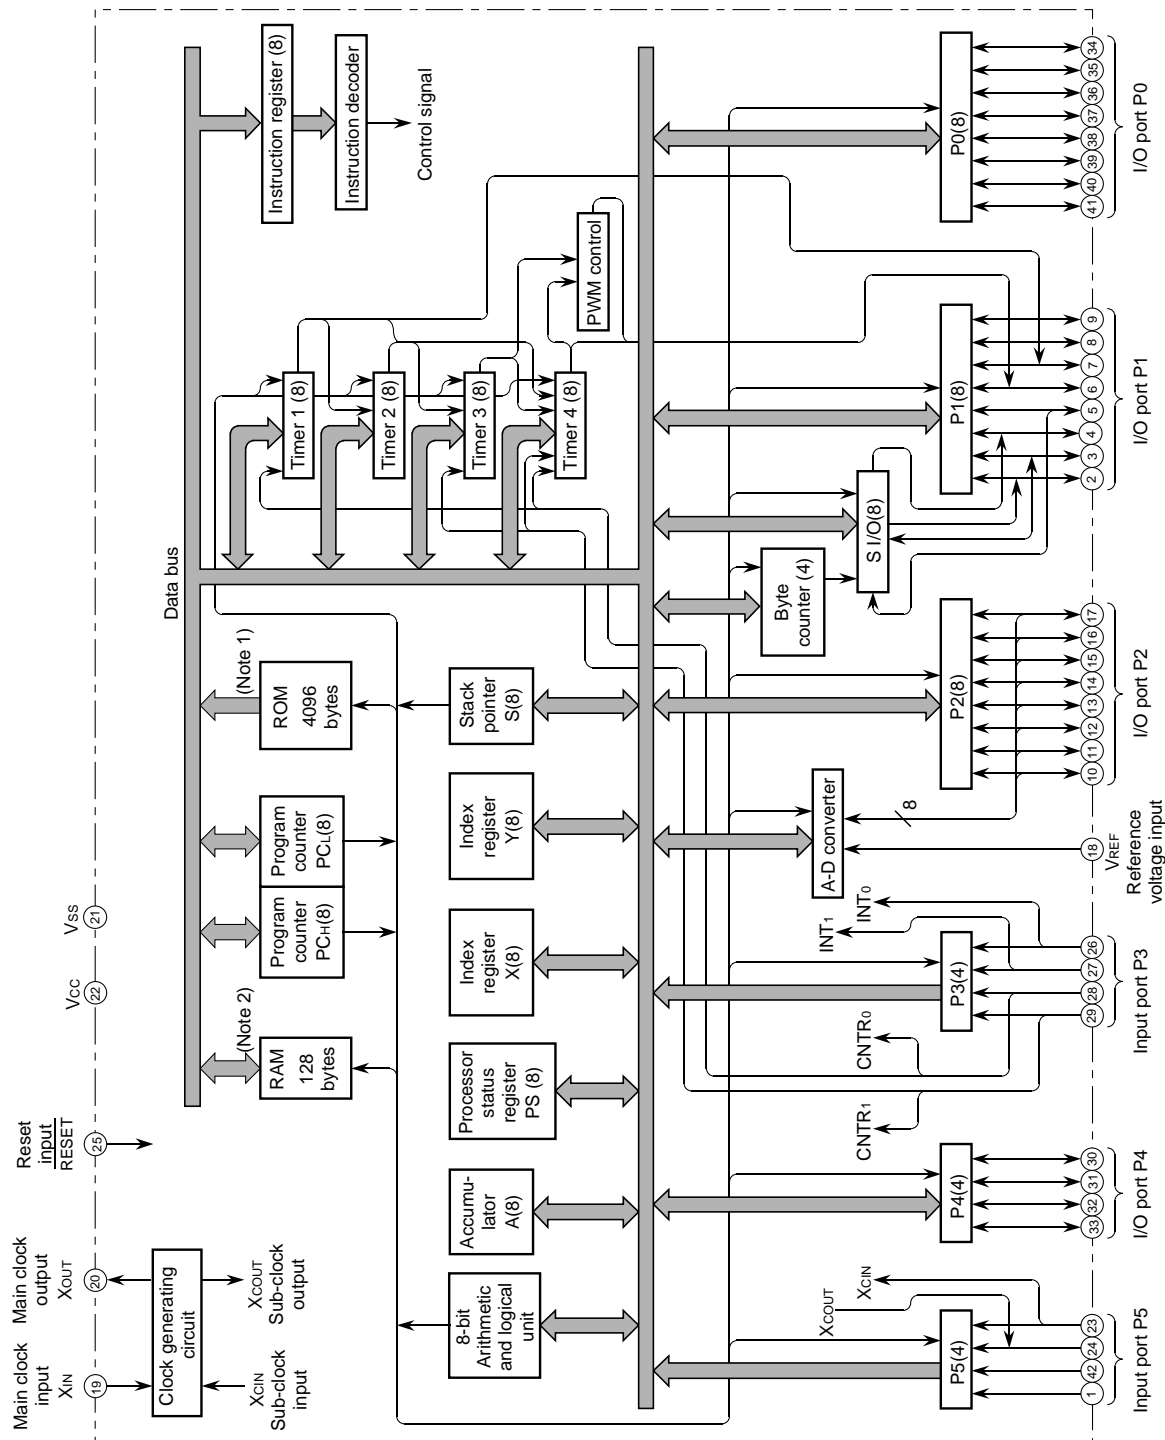 Main clock
input
XIN
19
Main clock
output
XOUT
20
Reset
input
RESET
25
VCC
22
VSS
21
Clock generating
circuit
XCIN
Sub-clock
input
XCOUT
Sub-clock
output
Data bus
RAM
128
bytes
(Note 2)
Program
counter
PCH(8)
Program
counter
PCL(8)
ROM
4096
bytes
(Note 1)
Instruction register (8)
Instruction decoder
Control signal
8-bit
Arithmetic
and logical
unit
Accumu-
lator
A(8)
Processor
status
register
PS (8)
Index
register
X(8)
Index
register
Y(8)
Stack
pointer
S(8)
Timer 1 (8)
Timer 2 (8)
Timer 3 (8)
Timer 4 (8)
PWM control
Byte
counter (4)
S I/O(8)
A-D converter
8
XCOUT
XCIN
CNTR1
CNTR0
INT1
INT0
P5(4)
P4(4)
P3(4)
P2(8)
P1(8)
P0(8)
1 42 24 23
Input port P5
33 32 31 30
I/O port P4
29 28 27 26
Input port P3
18
VREF
Reference
voltage input
10 11 12 13 14 15 16 17
I/O port P2
2 3 4 5 6 7 8 9
I/O port P1
41 40 39 38 37 36 35 34
I/O port P0